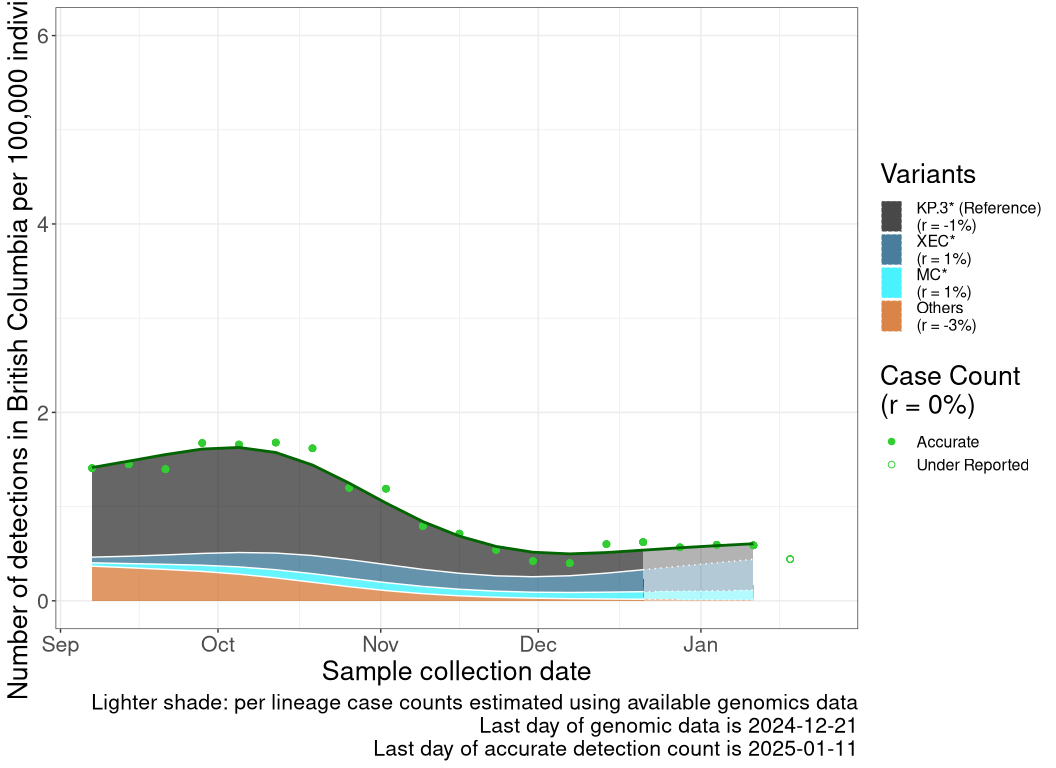 Number of detections in British Columbia per 100,000
6
4
2
0
Sep Oct Nov Dec Jan
Sample collection date
Lighter shade: per lineage case counts estimated using available genomics data
Last day of genomic data is 2024-12-21
Last day of accurate detection count is 2025-01-11
Variants
KP.3* (Reference)
(r = -1%)
XEC*
(r = 1%)
MC*
(r = 1%)
Others
(r = -3%)
Case Count
(r = 0%)
Accurate
Under Reported